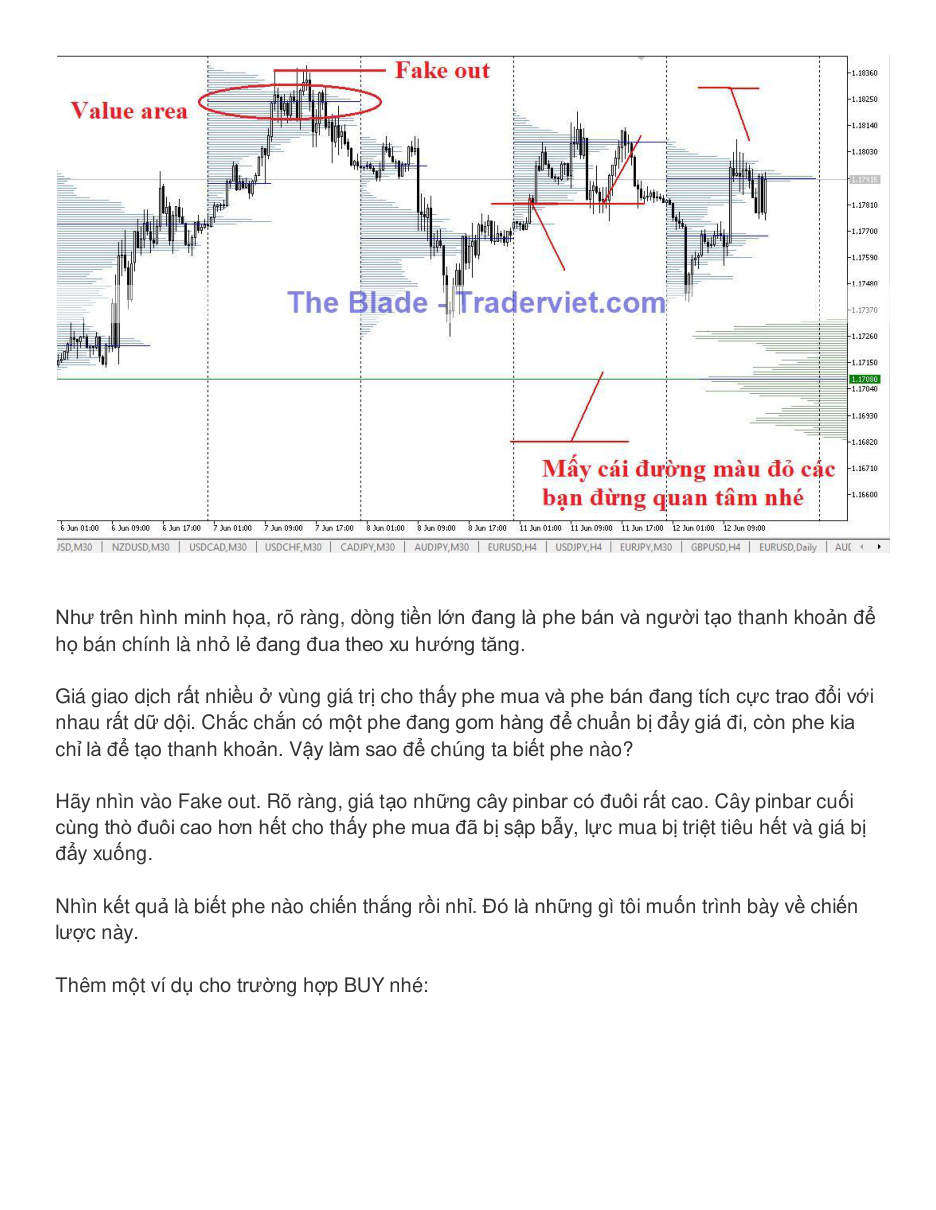 Fake out
Value area
1.18360
1.18250
1.18140
1.18030
1.17810
1.17700
1.17590
1.17480
1.17370
1.17260
1.17150
1.17080
1.17040
1.16930
1.16820
1.16710
1.16600
The Blade - Traderviet.com
Mấy cái đường màu đỏ các
bạn đừng quan tâm nhé
6 Jun 01:00 6 Jun 09:00 6 Jun 17:00 7 Jun 01:00 7 Jun 09:00 7 Jun 17:00 8 Jun 01:00 8 Jun 09:00 8 Jun 17:00 11 Jun 01:00 11 Jun 09:00 11 Jun 17:00 12 Jun 01:00 12 Jun 09:00
JSD,M30 NZDUSD,M30 USDCAD,M30 USDCHF,M30 CADJPY,M30 AUDJPY,M30 EURUSD,H4 USDJPY,H4 EURJPY,M30 GBPUSD,H4 EURUSD,Daily AUD
Như trên hình minh họa, rõ ràng, dòng tiền lớn đang là phe bán và người tạo thanh khoản để
họ bán chính là nhỏ lẻ đang đua theo xu hướng tăng.
Giá giao dịch rất nhiều ở vùng giá trị cho thấy phe mua và phe bán đang tích cực trao đổi với
nhau rất dữ dội. Chắc chắn có một phe đang gom hàng để chuẩn bị đẩy giá đi, còn phe kia
chỉ là để tạo thanh khoản. Vậy làm sao để chúng ta biết phe nào?
Hãy nhìn vào Fake out. Rõ ràng, giá tạo những cây pinbar có đuôi rất cao. Cây pinbar cuối
cùng thò đuôi cao hơn hết cho thấy phe mua đã bị sập bẫy, lực mua bị triệt tiêu hết và giá bị
đẩy xuống.
Nhìn kết quả là biết phe nào chiến thắng rồi nhỉ. Đó là những gì tôi muốn trình bày về chiến
lược này.
Thêm một ví dụ cho trường hợp BUY nhé: